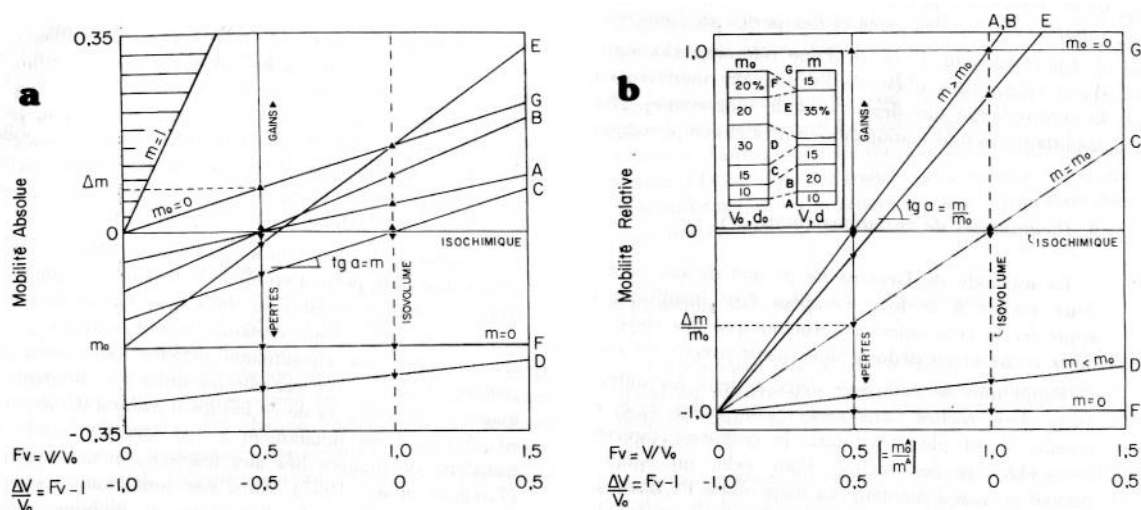 a
Mobilité Absolue
0,35
Δm
0
m₀
-0,35
m=1
m₀=0
GAINS
PERTES
tg a=m
ISOCHIMIQUE
ISOVOLUME
m=0
E
G
B
A
C
F
D
Fv=V/V₀
0
0,5
1,0
1,5
ΔV/V₀=Fv-1
-1,0
-0,5
0
0,5
b
Mobilité Relative
1,0
0
Δm/m₀
-1,0
A,B
E
G
C
D
F
m₀=0
m>m₀
m=m₀
m<m₀
m=0
m₀
m
20%
20
30
15
10
15
35%
15
20
10
G
F
E
D
C
B
A
V₀,d₀
V,d
GAINS
PERTES
tg a=m/m₀
ISOCHIMIQUE
ISOVOLUME
Fv=V/V₀
0
0,5
1,0
1,5
ΔV/V₀=Fv-1
-1,0
-0,5
0
0,5